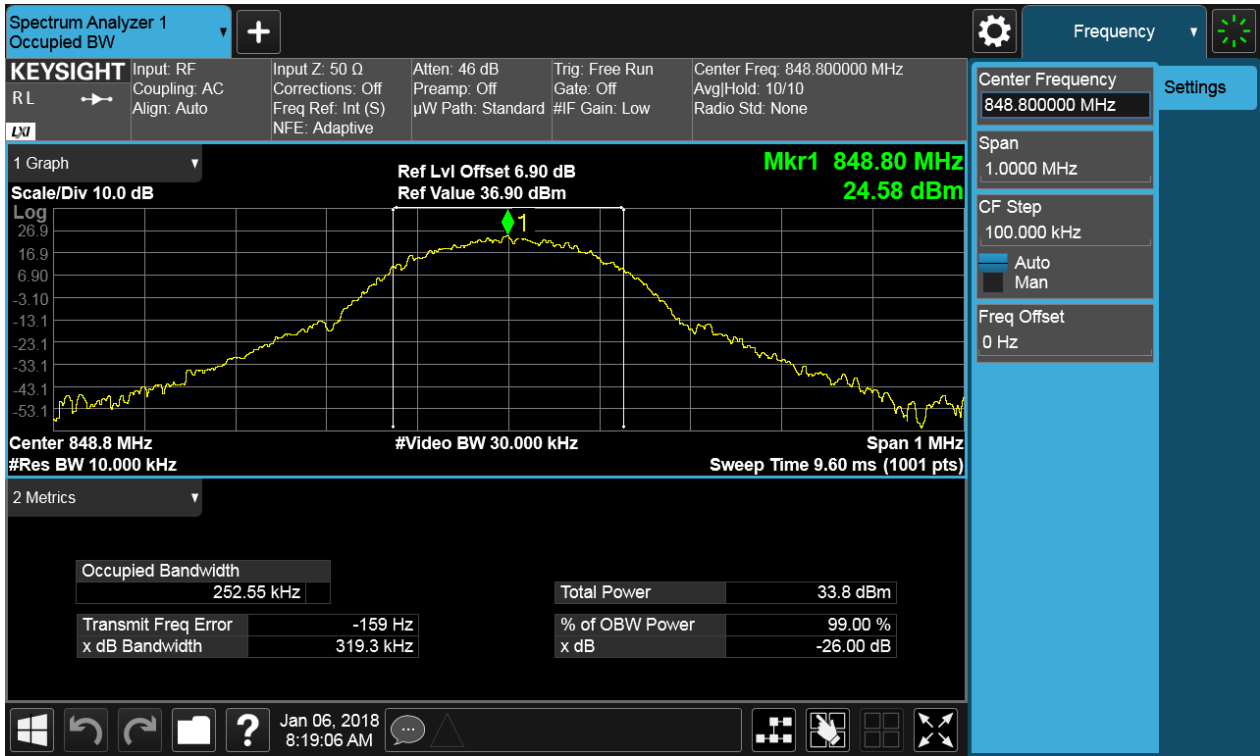 Spectrum Analyzer 1
Occupied BW
+
Frequency
KEYSIGHT
R L
LXI
Input: RF
Coupling: AC
Align: Auto
Input Z: 50 Ω
Corrections: Off
Freq Ref: Int (S)
NFE: Adaptive
Atten: 46 dB
Preamp: Off
µW Path: Standard
Trig: Free Run
Gate: Off
#IF Gain: Low
Center Freq: 848.800000 MHz
Avg|Hold: 10/10
Radio Std: None
Center Frequency
848.800000 MHz
Settings
Span
1.0000 MHz
CF Step
100.000 kHz
Auto
Man
Freq Offset
0 Hz
1 Graph
Scale/Div 10.0 dB
Log
Ref Lvl Offset 6.90 dB
Ref Value 36.90 dBm
Mkr1 848.80 MHz
24.58 dBm
1
26.9
16.9
6.90
-3.10
-13.1
-23.1
-33.1
-43.1
-53.1
Center 848.8 MHz
#Video BW 30.000 kHz
Span 1 MHz
#Res BW 10.000 kHz
Sweep Time 9.60 ms (1001 pts)
2 Metrics
Occupied Bandwidth
252.55 kHz
Total Power 33.8 dBm
Transmit Freq Error -159 Hz
% of OBW Power 99.00 %
x dB Bandwidth 319.3 kHz
x dB -26.00 dB
?
Jan 06, 2018
8:19:06 AM